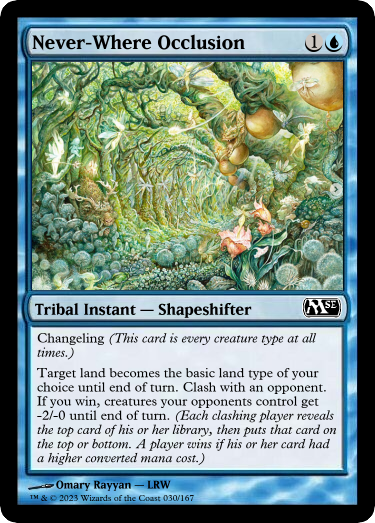 Never-Where Occlusion 1
Tribal Instant — Shapeshifter MSE
Changeling (This card is every creature type at all
times.)
Target land becomes the basic land type of your
choice until end of turn. Clash with an opponent.
If you win, creatures your opponents control get
-2/-0 until end of turn. (Each clashing player reveals
the top card of his or her library, then puts that card on
the top or bottom. A player wins if his or her card had
a higher converted mana cost.)
Omary Rayyan — LRW
™ & © 2023 Wizards of the Coast 030/167